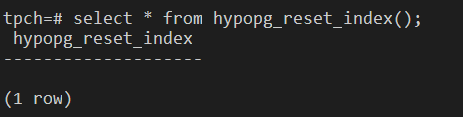 tpch=# select * from hypopg_reset_index();
 hypopg_reset_index
--------------------

(1 row)